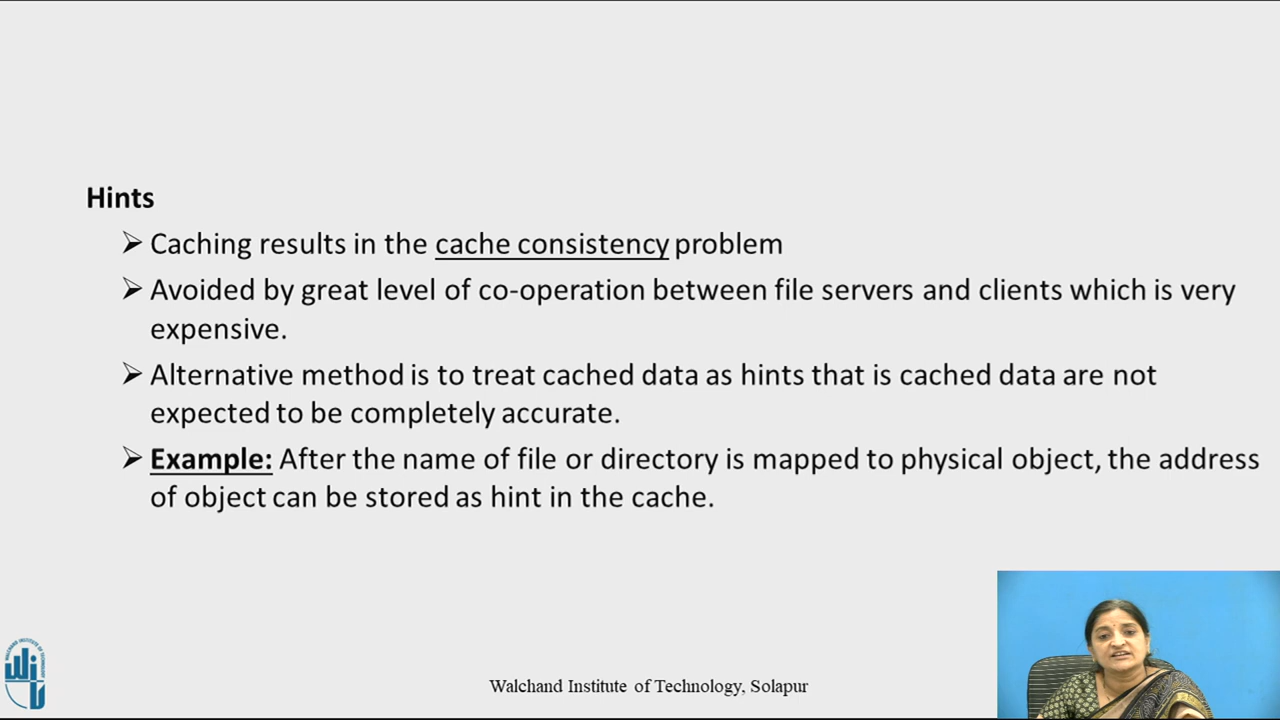 Hints
➢ Caching results in the cache consistency problem
➢ Avoided by great level of co-operation between file servers and clients which is very
expensive.
➢ Alternative method is to treat cached data as hints that is cached data are not
expected to be completely accurate.
➢ Example: After the name of file or directory is mapped to physical object, the address
of object can be stored as hint in the cache.
Walchand Institute of Technology, Solapur